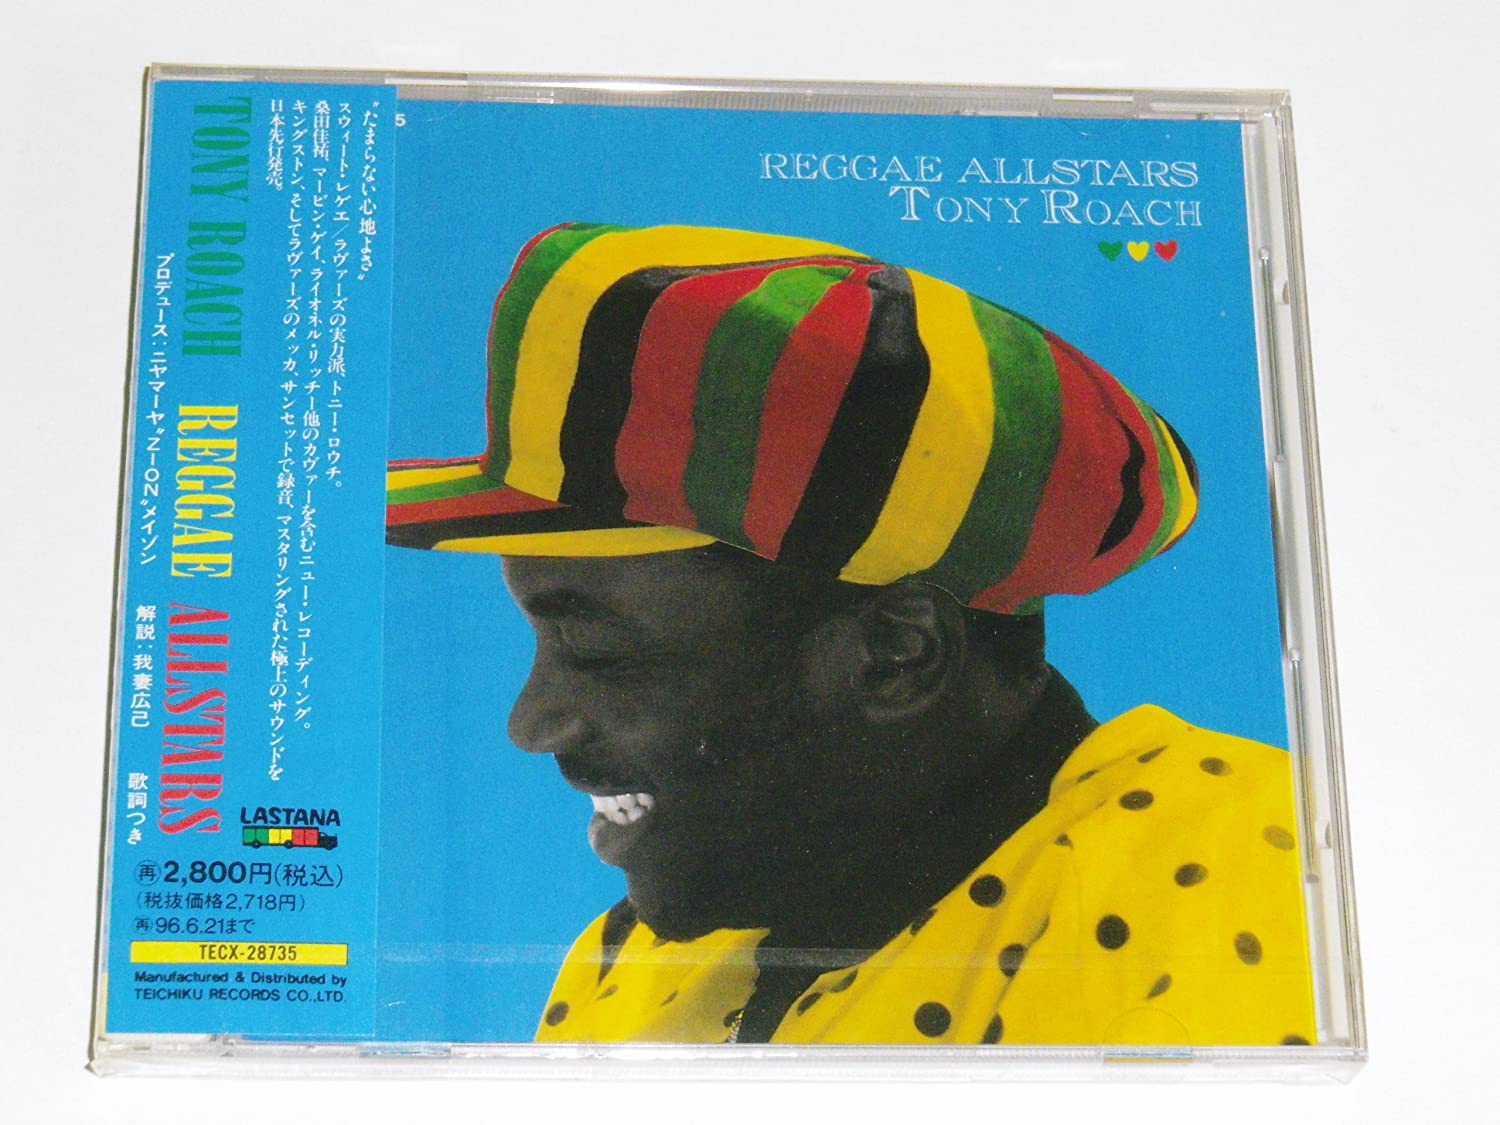 REGGAE ALLSTARS
TONY ROACH
5
“たまらない心地よさ”
スウィート・レゲエ/ラヴァーズの実力派、トニー・ロウチ。
桑田佳祐、マービン・ゲイ、ライオネル・リッチー他のカヴァーを含むニュー・レコーディング。
キングストン、そしてラヴァーズのメッカ、サンセットで録音、マスタリングされた極上のサウンドを
日本先行発売。
TONY ROACH REGGAE ALLSTARS
プロデュース:ニヤマーヤ“ZION”メイソン 解説:我妻広己 歌詞つき
LASTANA
再2,800円(税込)
(税抜価格2,718円)
再96.6.21まで
TECX-28735
Manufactured & Distributed by
TEICHIKU RECORDS CO.,LTD.